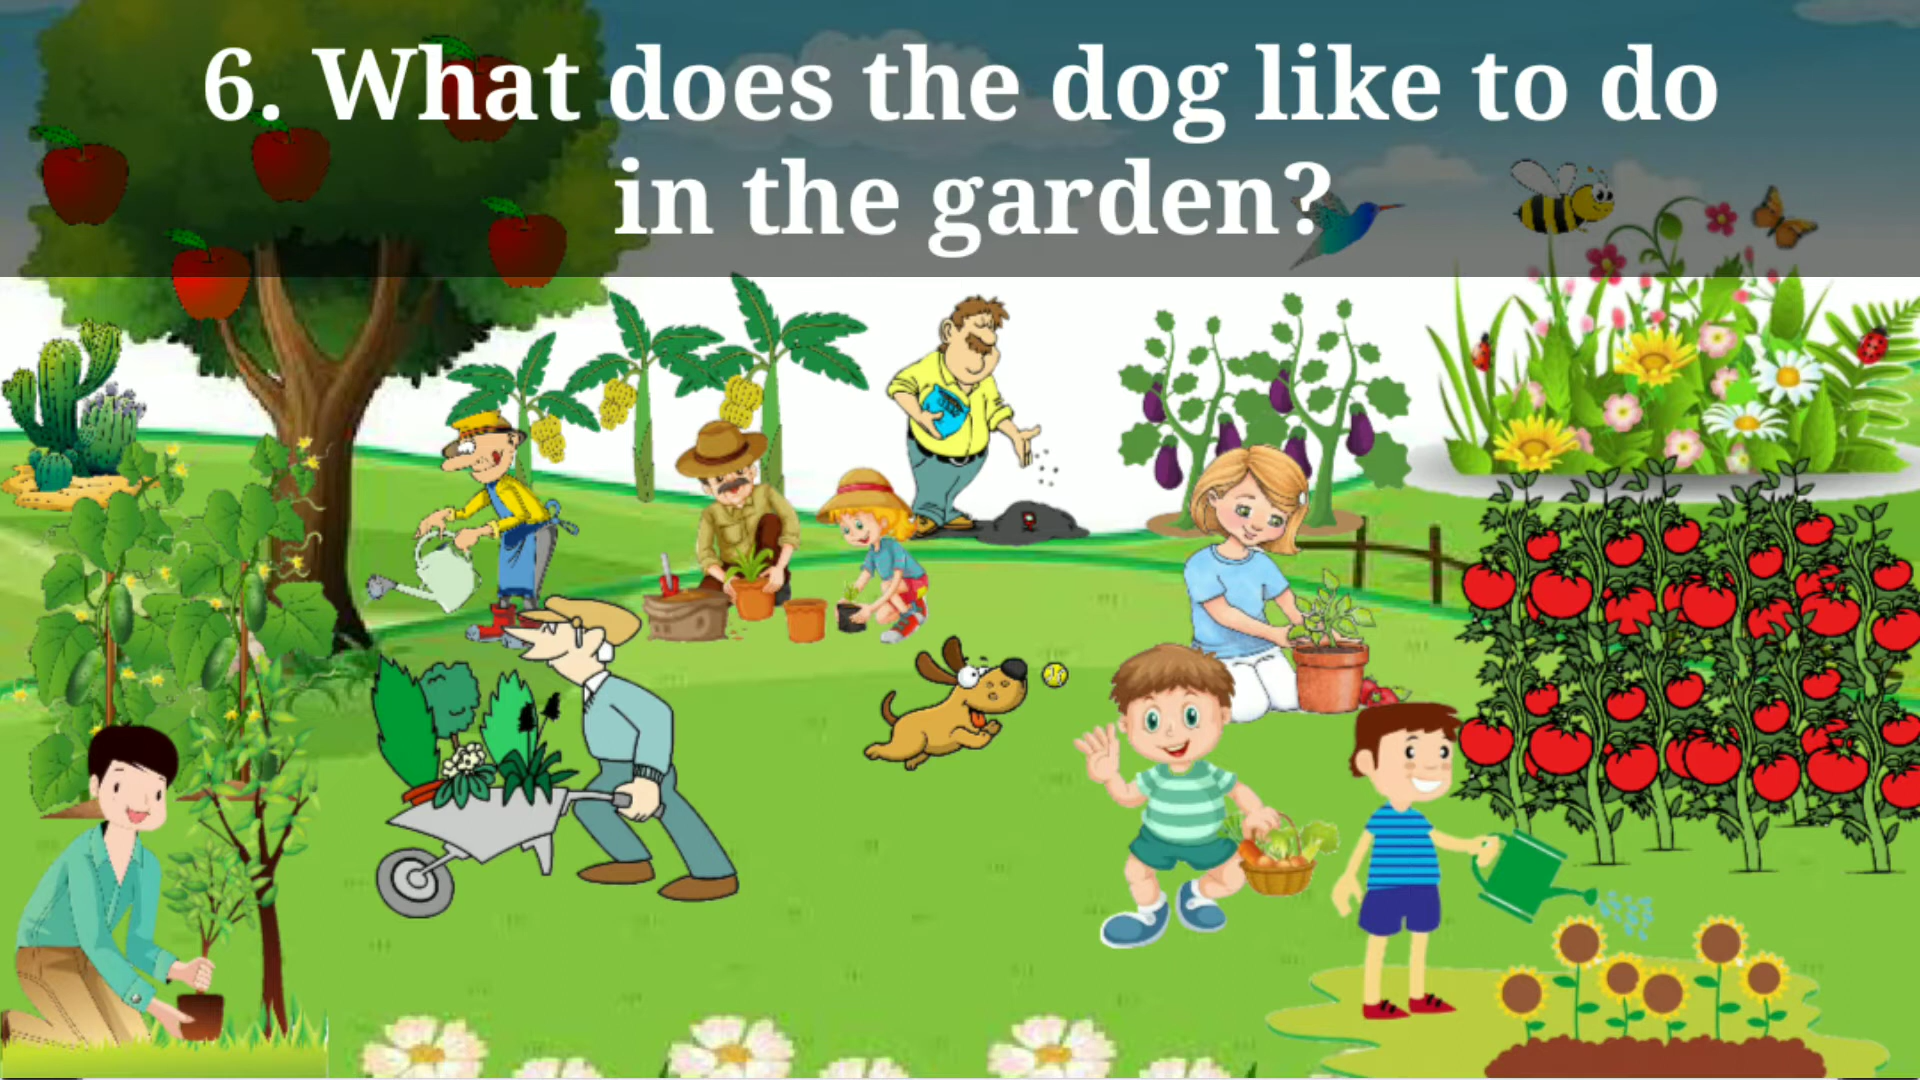 6. What does the dog like to do
in the garden?